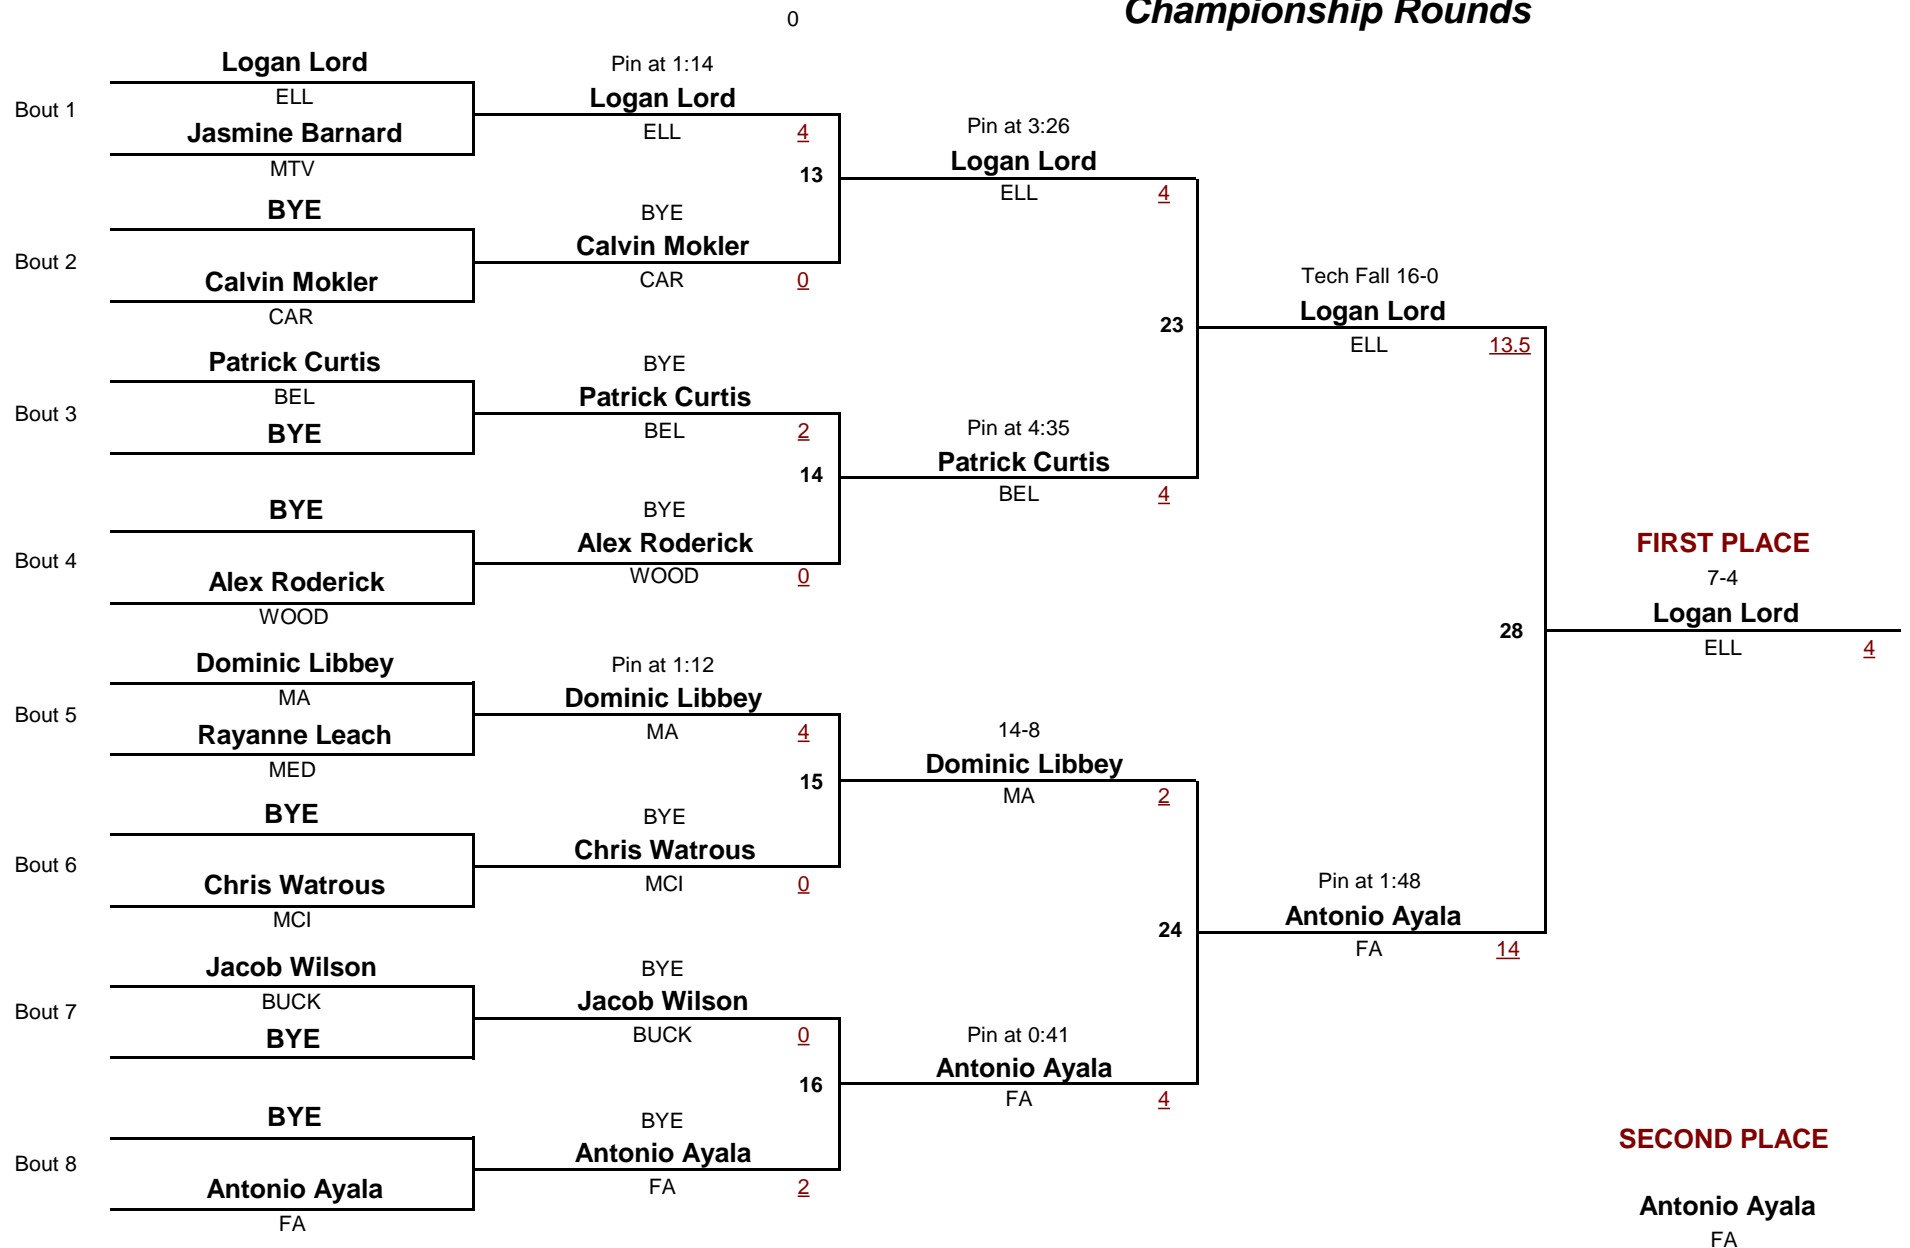 0
Championship Rounds
Bout 1
Logan Lord
ELL
Jasmine Barnard
MTV
Bout 2
BYE
Calvin Mokler
CAR
Bout 3
Patrick Curtis
BEL
BYE
Bout 4
BYE
Alex Roderick
WOOD
Bout 5
Dominic Libbey
MA
Rayanne Leach
MED
Bout 6
BYE
Chris Watrous
MCI
Bout 7
Jacob Wilson
BUCK
BYE
Bout 8
BYE
Antonio Ayala
FA
Pin at 1:14
Logan Lord
ELL 4
13
BYE
Calvin Mokler
CAR 0
BYE
Patrick Curtis
BEL 2
14
BYE
Alex Roderick
WOOD 0
Pin at 1:12
Dominic Libbey
MA 4
15
BYE
Chris Watrous
MCI 0
BYE
Jacob Wilson
BUCK 0
16
BYE
Antonio Ayala
FA 2
Pin at 3:26
Logan Lord
ELL 4
23
Pin at 4:35
Patrick Curtis
BEL 4
14-8
Dominic Libbey
MA 2
24
Pin at 0:41
Antonio Ayala
FA 4
Tech Fall 16-0
Logan Lord
ELL 13.5
28
Pin at 1:48
Antonio Ayala
FA 14
FIRST PLACE
7-4
Logan Lord
ELL 4
SECOND PLACE
Antonio Ayala
FA